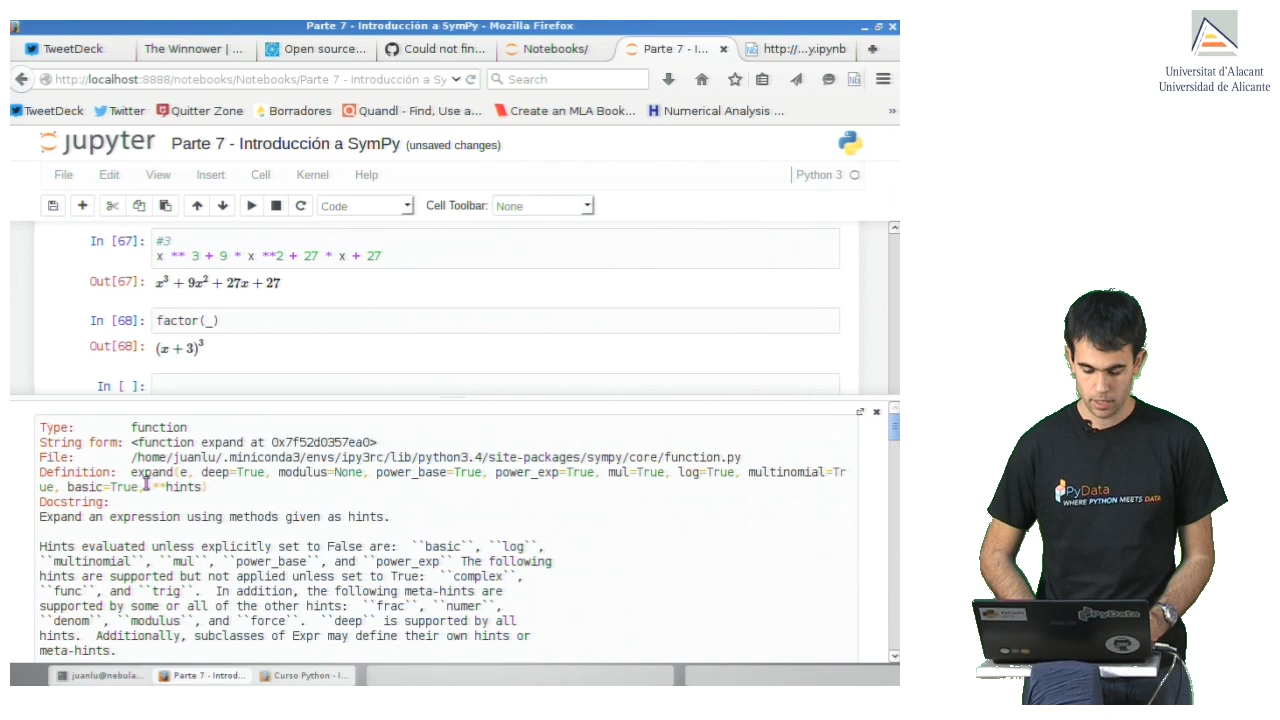 Parte 7 - Introducción a SymPy - Mozilla Firefox
TweetDeck The Winnower | ... Open source... Could not fin... Notebooks/ Parte 7 - I... http://...y.ipynb
http://localhost:8888/notebooks/Notebooks/Parte 7 - Introducción a Sy Search
TweetDeck Twitter Quitter Zone Borradores Quandl - Find, Use a... Create an MLA Book... Numerical Analysis ... »
jupyter Parte 7 - Introducción a SymPy (unsaved changes)
File Edit View Insert Cell Kernel Help Python 3
Code Cell Toolbar: None
In [67]: #3
x ** 3 + 9 * x **2 + 27 * x + 27
Out[67]: x³ + 9x² + 27x + 27
In [68]: factor(_)
Out[68]: (x + 3)³
In [ ]:
Type: function
String form: <function expand at 0x7f52d0357ea0>
File: /home/juanlu/.miniconda3/envs/ipy3rc/lib/python3.4/site-packages/sympy/core/function.py
Definition: expand(e, deep=True, modulus=None, power_base=True, power_exp=True, mul=True, log=True, multinomial=Tr
ue, basic=True, **hints)
Docstring:
Expand an expression using methods given as hints.
Hints evaluated unless explicitly set to False are: ``basic``, ``log``,
``multinomial``, ``mul``, ``power_base``, and ``power_exp`` The following
hints are supported but not applied unless set to True: ``complex``,
``func``, and ``trig``. In addition, the following meta-hints are
supported by some or all of the other hints: ``frac``, ``numer``,
``denom``, ``modulus``, and ``force``. ``deep`` is supported by all
hints. Additionally, subclasses of Expr may define their own hints or
meta-hints.
juanlu@nebula... Parte 7 - Introd... Curso Python - I...
Universitat d'Alacant
Universidad de Alicante
PyData
WHERE PYTHON MEETS DATA
PyData